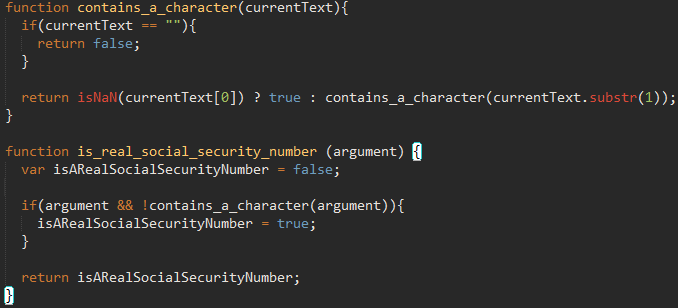 function contains_a_character(currentText){
  if(currentText == ""){
    return false;
  }
  return isNaN(currentText[0]) ? true : contains_a_character(currentText.substr(1));
}
function is_real_social_security_number (argument) {
  var isARealSocialSecurityNumber = false;
  if(argument && !contains_a_character(argument)){
    isARealSocialSecurityNumber = true;
  }
  return isARealSocialSecurityNumber;
}